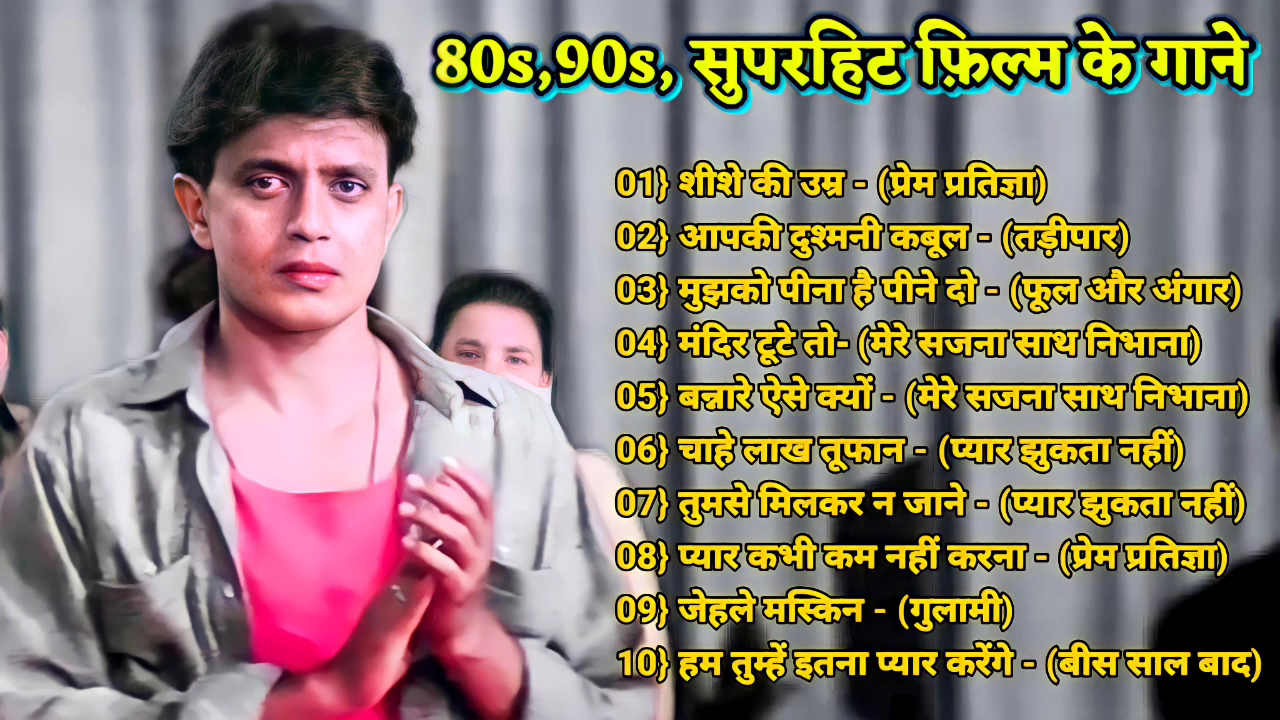 80s,90s, सुपरहिट फ़िल्म के गाने
01} शीशे की उम्र - (प्रेम प्रतिज्ञा)
02} आपकी दुश्मनी कबूल - (तड़ीपार)
03} मुझको पीना है पीने दो - (फूल और अंगार)
04} मंदिर टूटे तो- (मेरे सजना साथ निभाना)
05} बन्नारे ऐसे क्यों - (मेरे सजना साथ निभाना)
06} चाहे लाख तूफान - (प्यार झुकता नहीं)
07} तुमसे मिलकर न जाने - (प्यार झुकता नहीं)
08} प्यार कभी कम नहीं करना - (प्रेम प्रतिज्ञा)
09} जेहले मस्किन - (गुलामी)
10} हम तुम्हें इतना प्यार करेंगे - (बीस साल बाद)